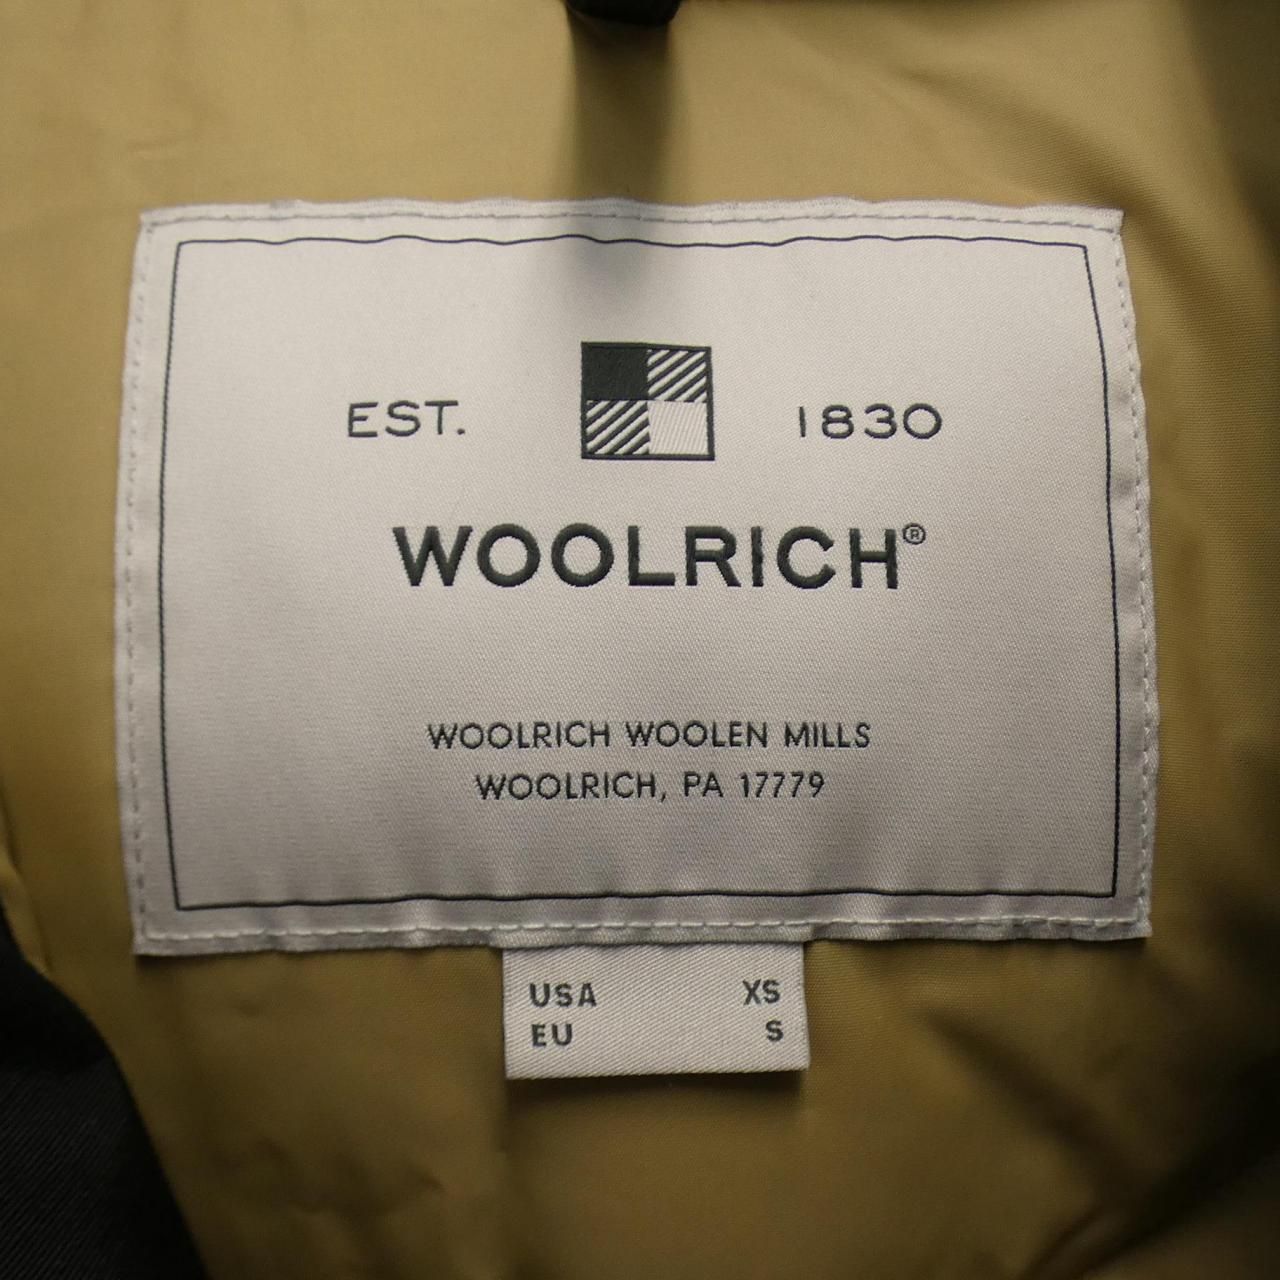 EST. 1830
WOOLRICH®
WOOLRICH WOOLEN MILLS
WOOLRICH, PA 17779
USA XS
EU S